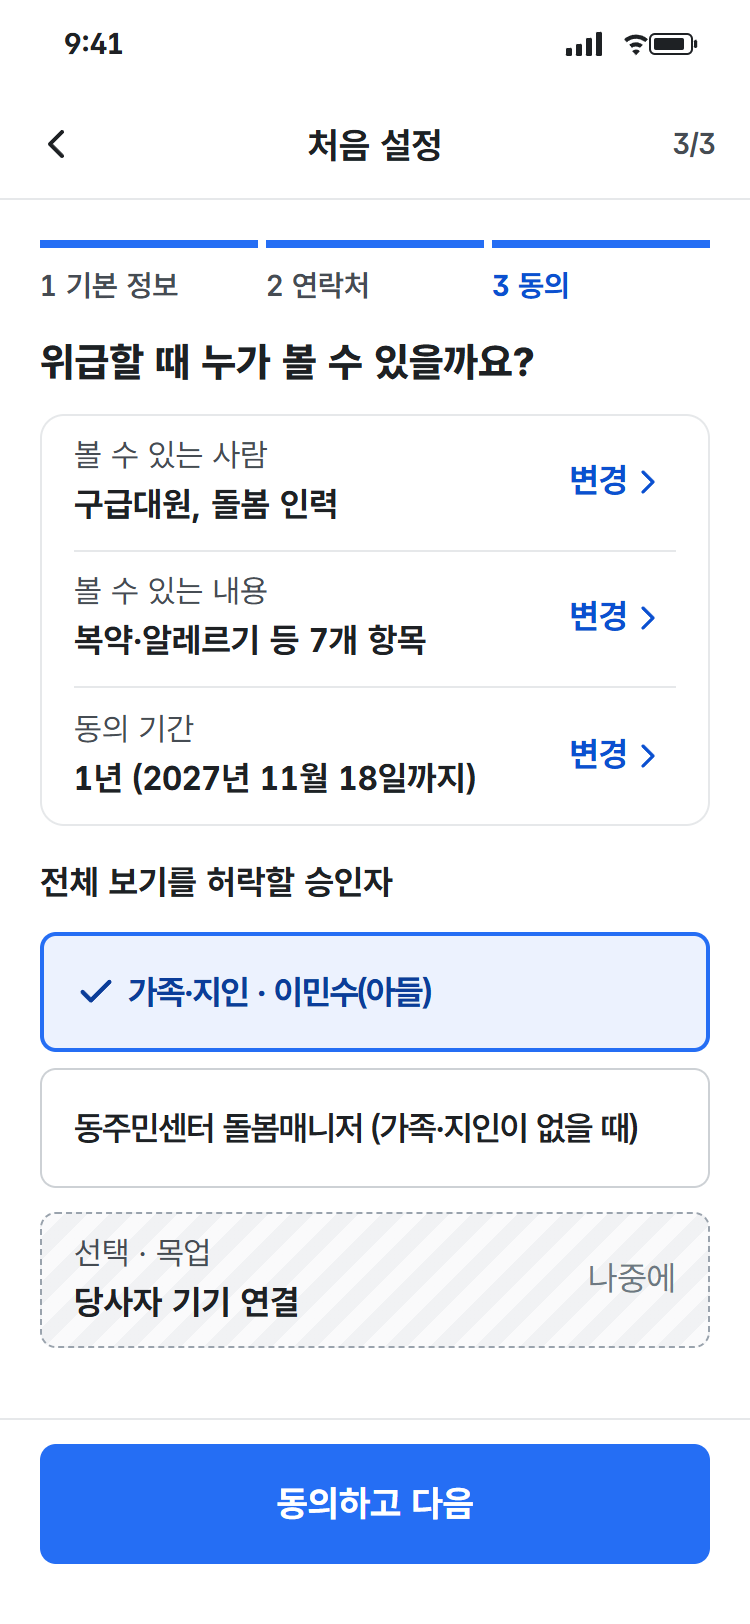 9:41
처음 설정
3/3
1 기본 정보
2 연락처
3 동의
위급할 때 누가 볼 수 있을까요?
볼 수 있는 사람
구급대원, 돌봄 인력
변경
볼 수 있는 내용
복약·알레르기 등 7개 항목
변경
동의 기간
1년 (2027년 11월 18일까지)
변경
전체 보기를 허락할 승인자
가족·지인 · 이민수(아들)
동주민센터 돌봄매니저 (가족·지인이 없을 때)
선택 · 목업
당사자 기기 연결
나중에
동의하고 다음